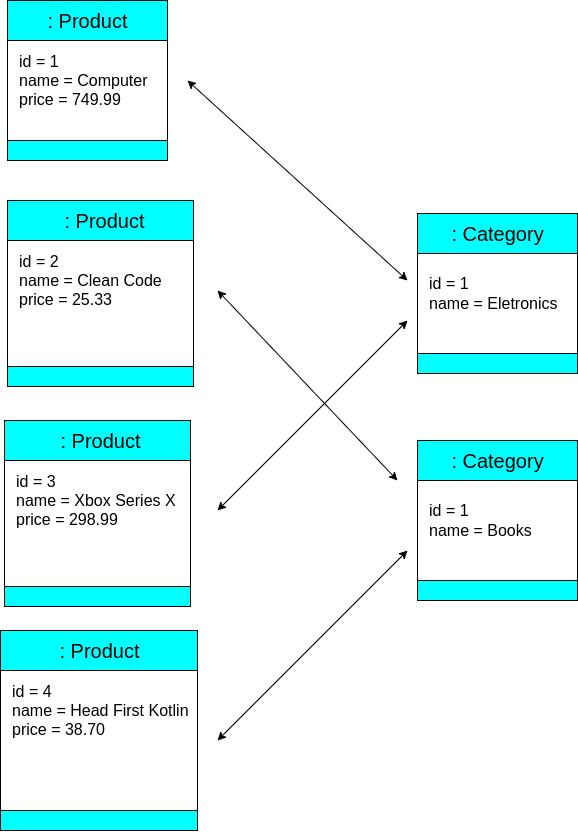 : Product
id = 1
name = Computer
price = 749.99
: Product
id = 2
name = Clean Code
price = 25.33
: Product
id = 3
name = Xbox Series X
price = 298.99
: Product
id = 4
name = Head First Kotlin
price = 38.70
: Category
id = 1
name = Eletronics
: Category
id = 1
name = Books